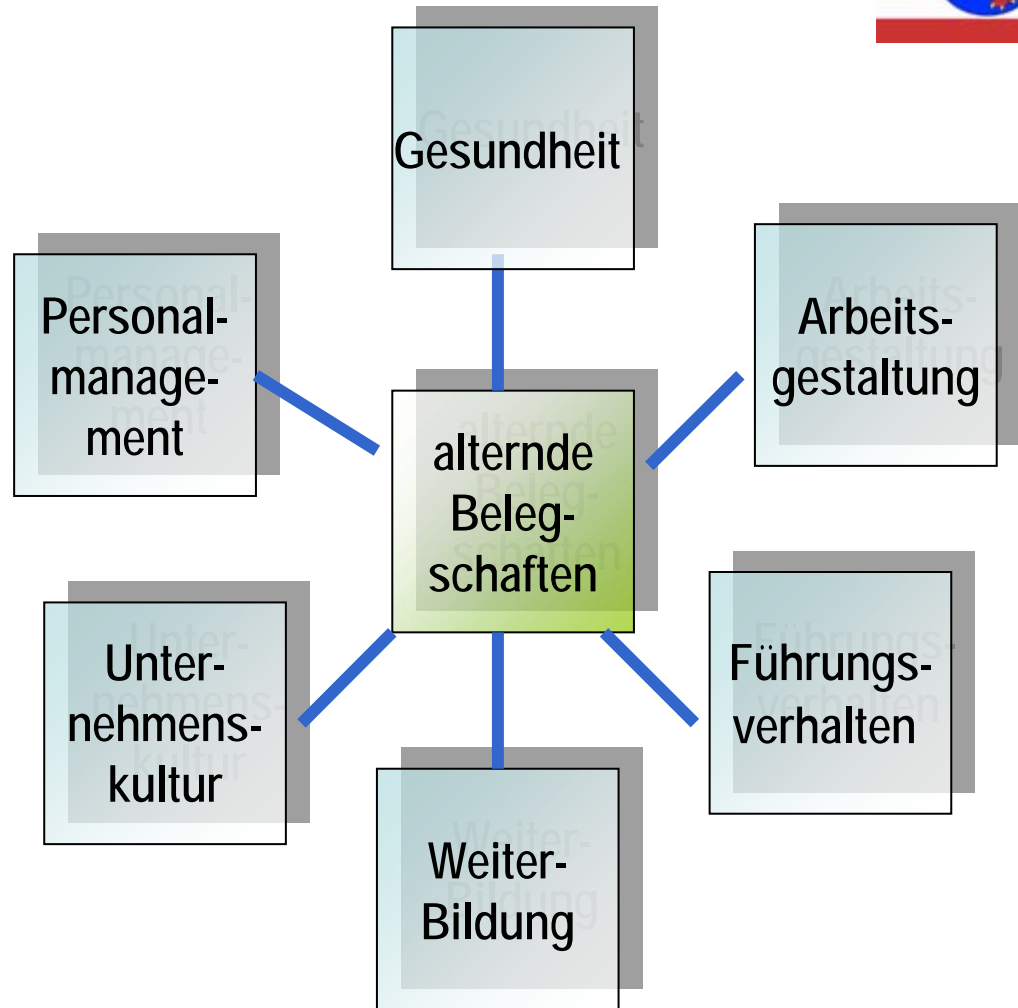 Gesundheit
Personal-
manage-
ment
Arbeits-
gestaltung
alternde
Beleg-
schaften
Unter-
nehmens-
kultur
Führungs-
verhalten
Weiter-
Bildung